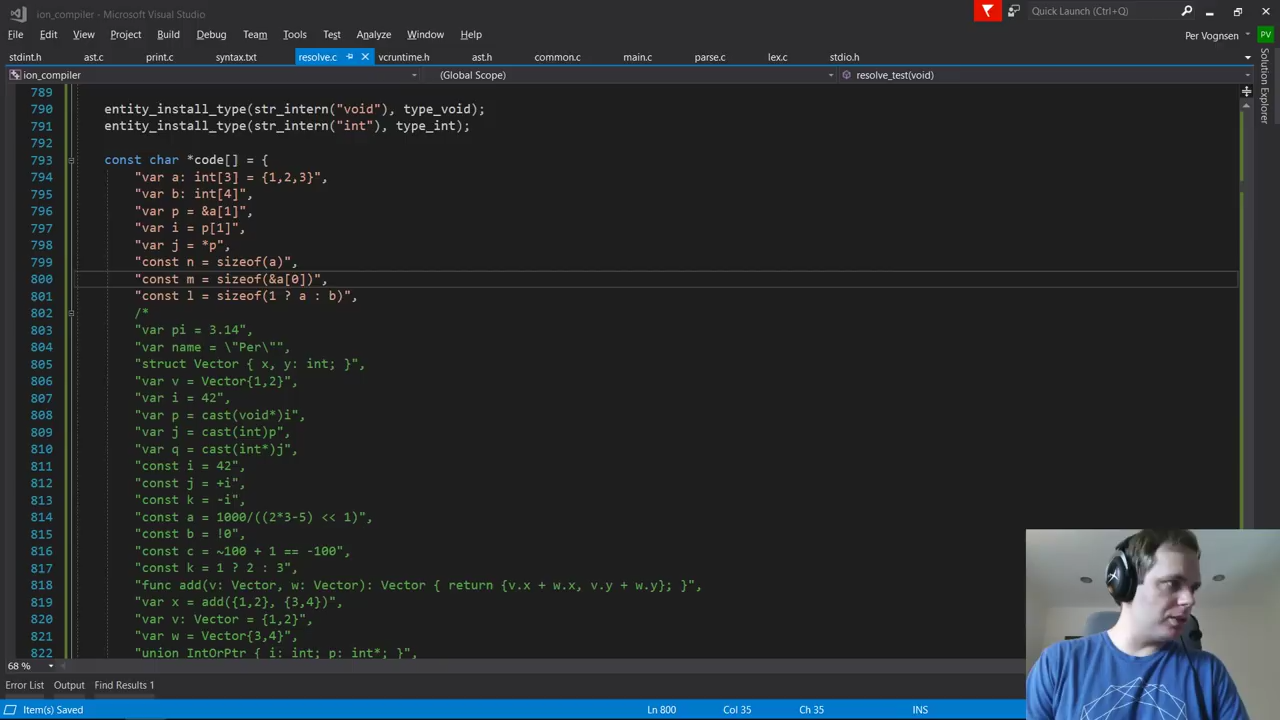 ion_compiler - Microsoft Visual Studio
Quick Launch (Ctrl+Q)
File Edit View Project Build Debug Team Tools Test Analyze Window Help
Per Vognsen PV
stdint.h ast.c print.c syntax.txt resolve.c vcruntime.h ast.h common.c main.c parse.c lex.c stdio.h
Solution Explorer
ion_compiler (Global Scope) resolve_test(void)
789
790 entity_install_type(str_intern("void"), type_void);
791 entity_install_type(str_intern("int"), type_int);
792
793 const char *code[] = {
794 "var a: int[3] = {1,2,3}",
795 "var b: int[4]",
796 "var p = &a[1]",
797 "var i = p[1]",
798 "var j = *p",
799 "const n = sizeof(a)",
800 "const m = sizeof(&a[0])",
801 "const l = sizeof(1 ? a : b)",
802 /*
803 "var pi = 3.14",
804 "var name = \"Per\"",
805 "struct Vector { x, y: int; }",
806 "var v = Vector{1,2}",
807 "var i = 42",
808 "var p = cast(void*)i",
809 "var j = cast(int)p",
810 "var q = cast(int*)j",
811 "const i = 42",
812 "const j = +i",
813 "const k = -i",
814 "const a = 1000/((2*3-5) << 1)",
815 "const b = !0",
816 "const c = ~100 + 1 == -100",
817 "const k = 1 ? 2 : 3",
818 "func add(v: Vector, w: Vector): Vector { return {v.x + w.x, v.y + w.y}; }",
819 "var x = add({1,2}, {3,4})",
820 "var v: Vector = {1,2}",
821 "var w = Vector{3,4}",
822 "union IntOrPtr { i: int; p: int*; }",
68 %
Error List Output Find Results 1
Item(s) Saved Ln 800 Col 35 Ch 35 INS